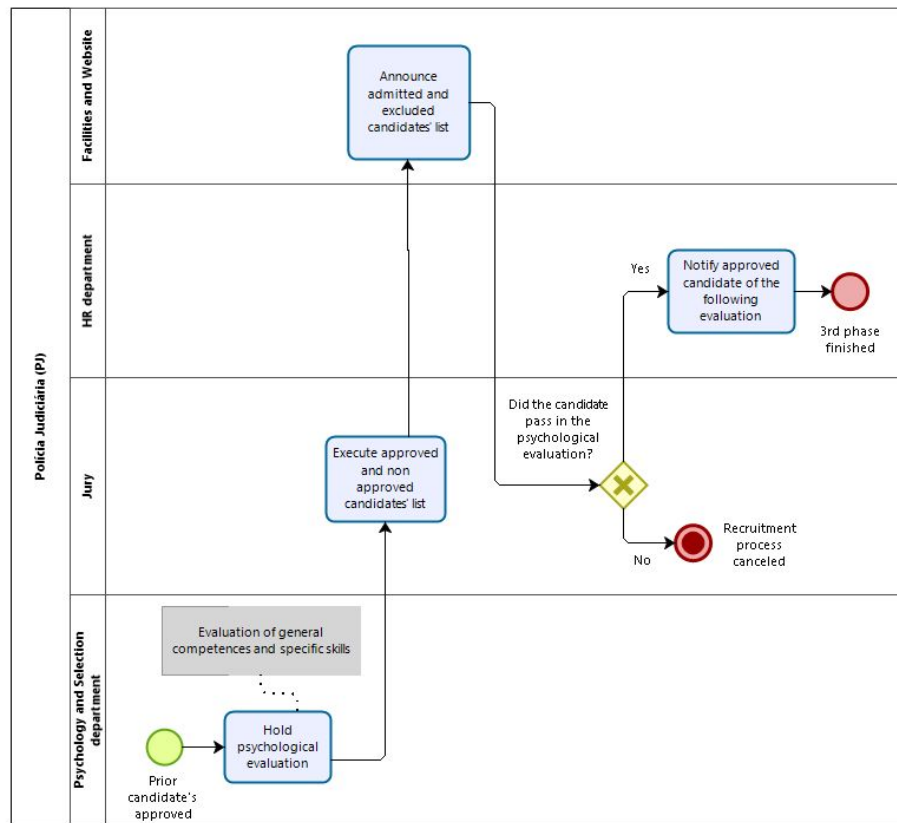 Polícia Judiciária (PJ)
Facilities and Website
Announce
admitted and
excluded
candidates' list
HR department
Yes
Notify approved
candidate of the
following
evaluation
3rd phase
finished
Jury
Execute approved
and non
approved
candidates' list
Did the candidate
pass in the
psychological
evaluation?
No
Recruitment
process
canceled
Psychology and Selection
department
Evaluation of general
competences and specific skills
Hold
psychological
evaluation
Prior
candidate's
approved